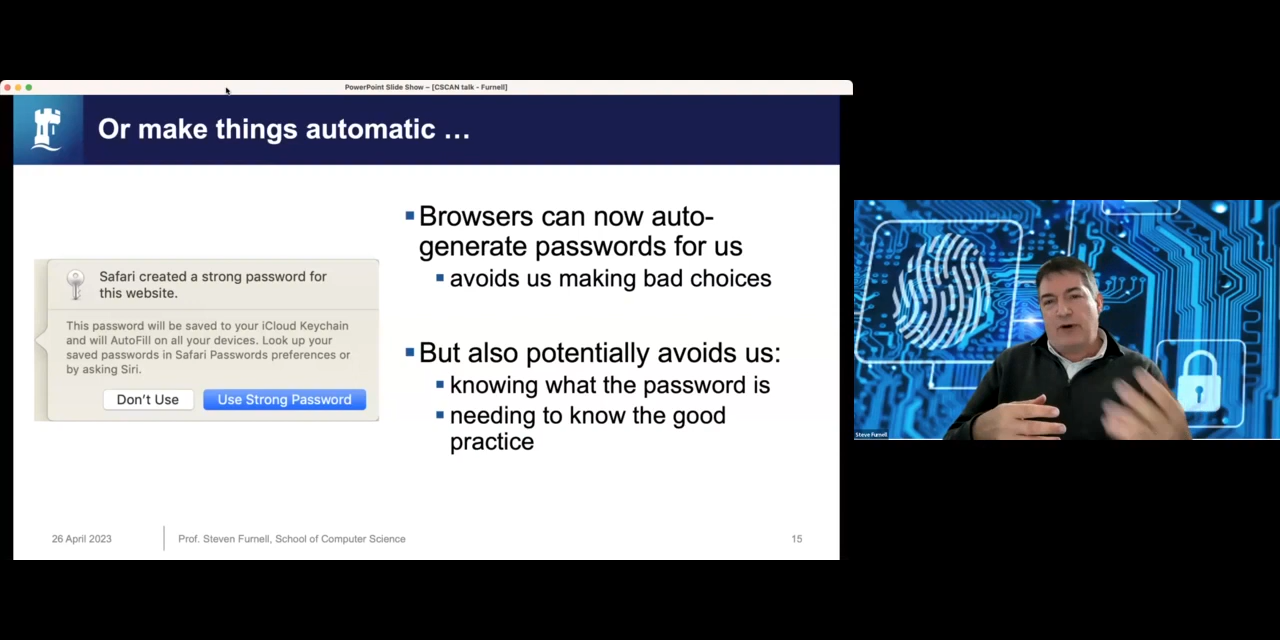 PowerPoint Slide Show – [CSCAN talk - Furnell]
Or make things automatic …
Safari created a strong password for
this website.
This password will be saved to your iCloud Keychain
and will AutoFill on all your devices. Look up your
saved passwords in Safari Passwords preferences or
by asking Siri.
Don't Use
Use Strong Password
Browsers can now auto-
generate passwords for us
avoids us making bad choices
But also potentially avoids us:
knowing what the password is
needing to know the good
practice
26 April 2023
Prof. Steven Furnell, School of Computer Science
15
Steve Furnell